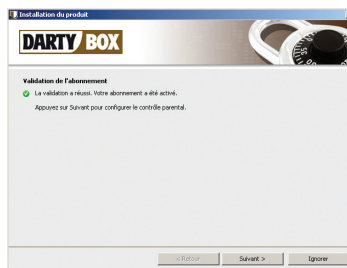 Installation du produit
DARTY BOX
Validation de l'abonnement
La validation a réussi. Votre abonnement a été activé.
Appuyez sur Suivant pour configurer le contrôle parental.
< Retour
Suivant >
Ignorer